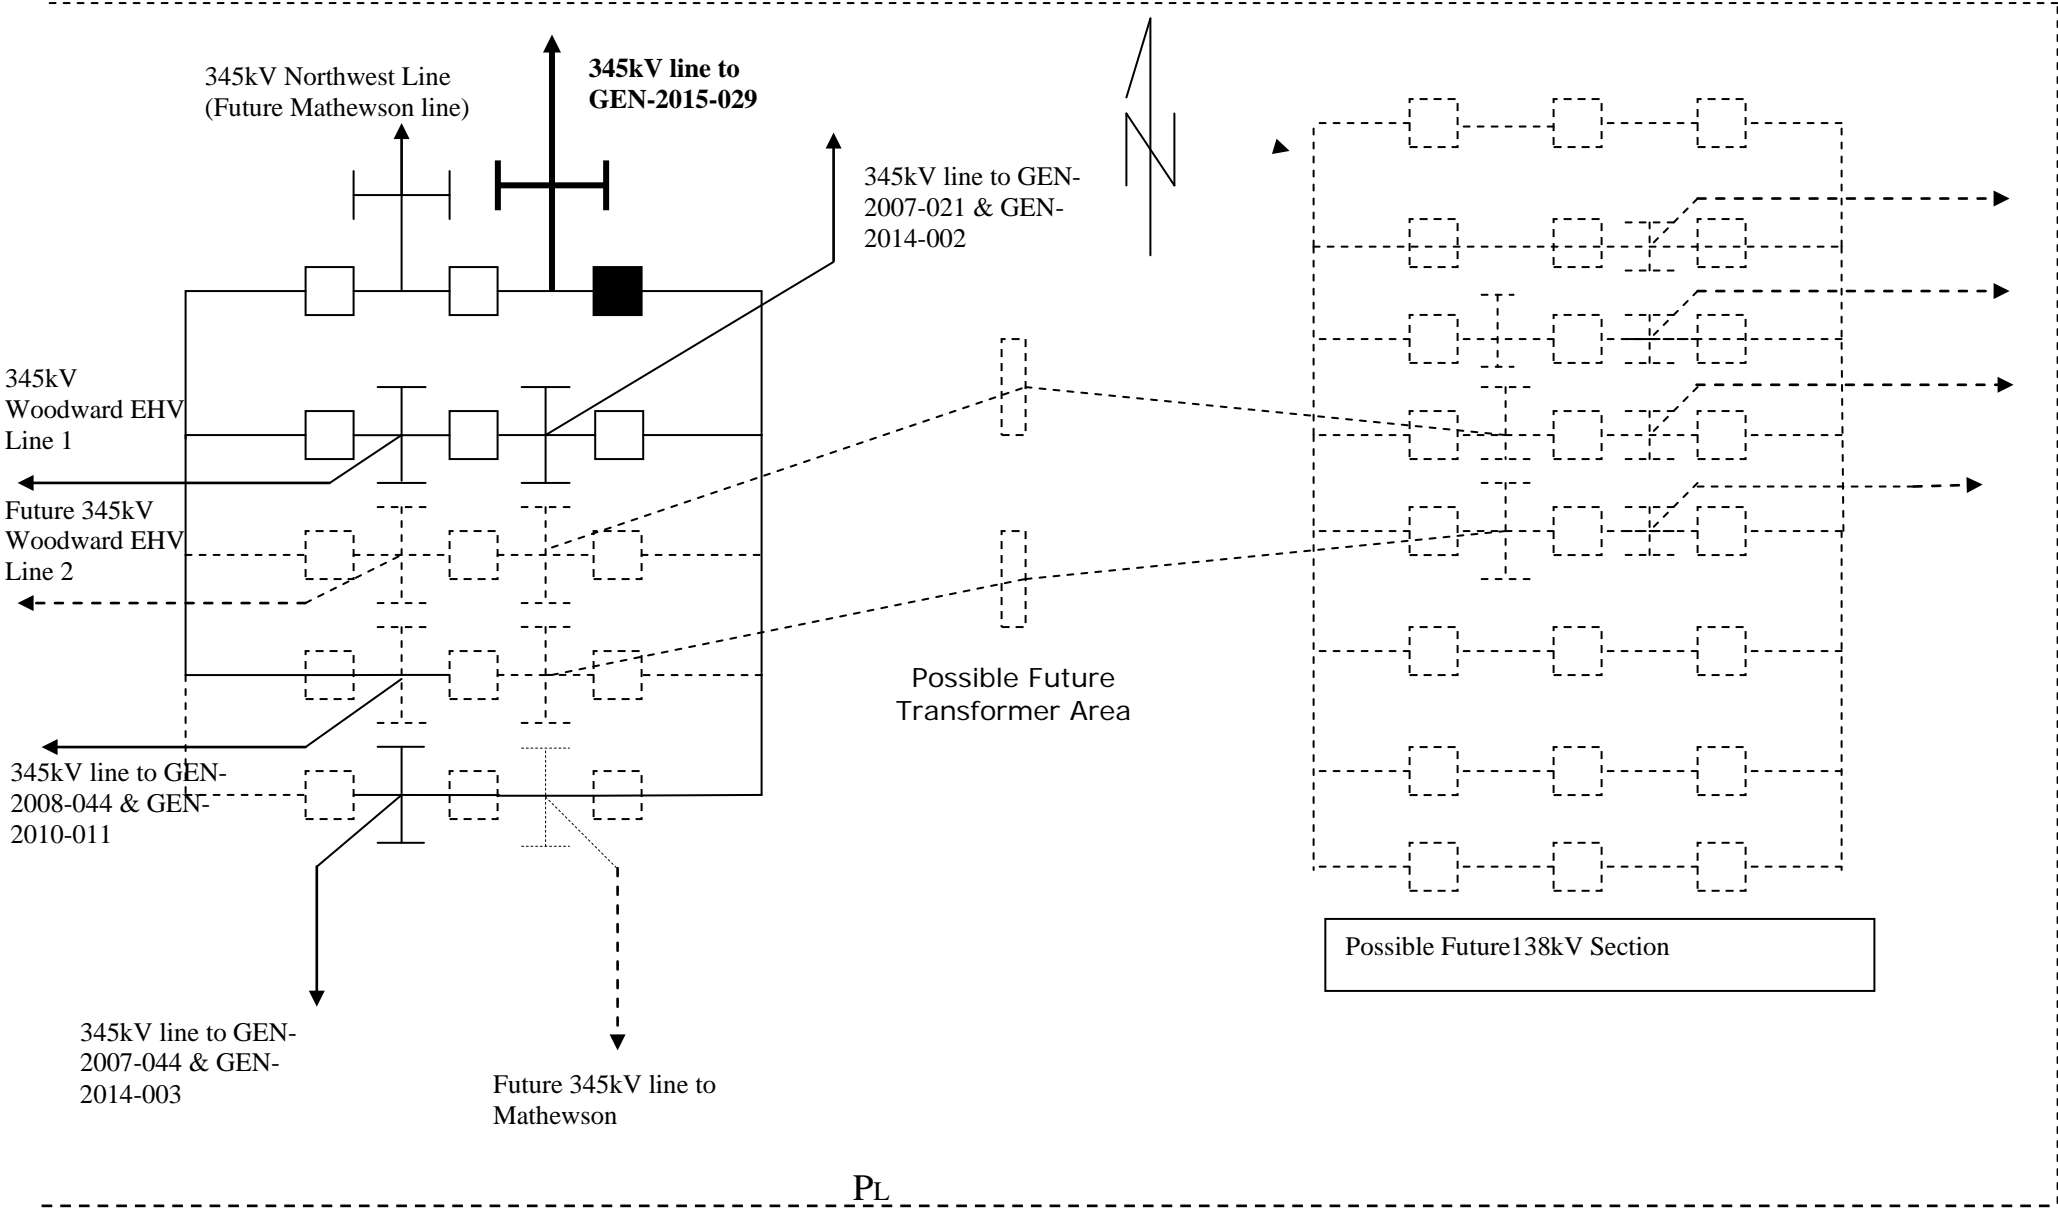 345kV Northwest Line
(Future Mathewson line)
345kV line to
GEN-2015-029
345kV line to GEN-
2007-021 & GEN-
2014-002
N
345kV
Woodward EHV
Line 1
Future 345kV
Woodward EHV
Line 2
345kV line to GEN-
2008-044 & GEN-
2010-011
Possible Future
Transformer Area
345kV line to GEN-
2007-044 & GEN-
2014-003
Future 345kV line to
Mathewson
Possible Future138kV Section
PL